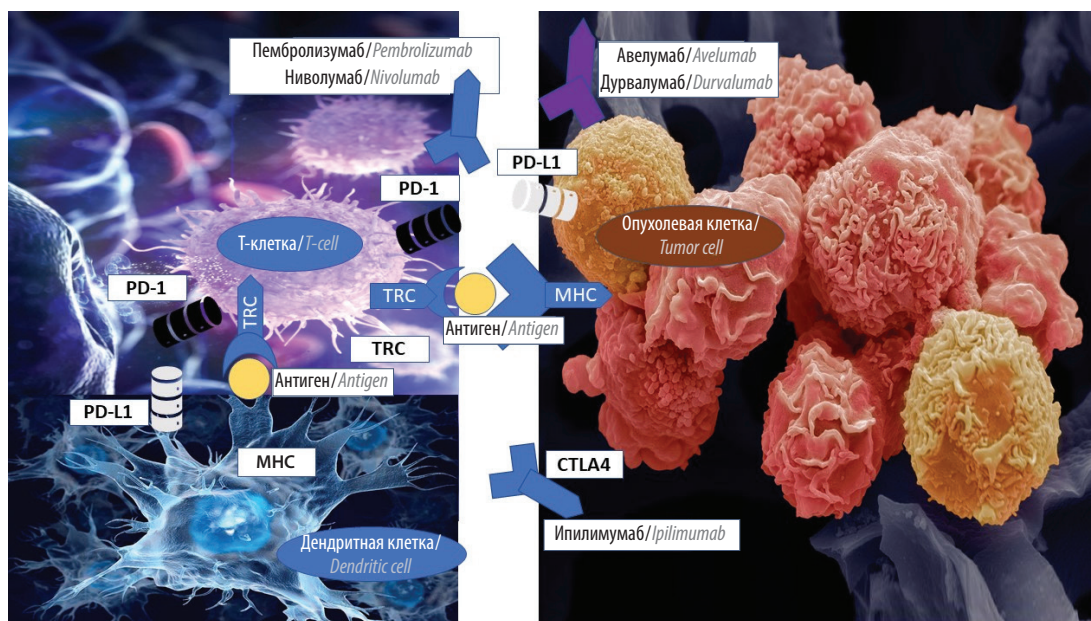 Пембролизумаб/Pembrolizumab
Ниволумаб/Nivolumab
Авелумаб/Avelumab
Дурвалумаб/Durvalumab
PD-L1
PD-1
Т-клетка/T-cell
Опухолевая клетка/
Tumor cell
PD-1
TRC
TRC
MHC
Антиген/Antigen
TRC
Антиген/Antigen
PD-L1
MHC
CTLA4
Ипилимумаб/Ipilimumab
Дендритная клетка/
Dendritic cell